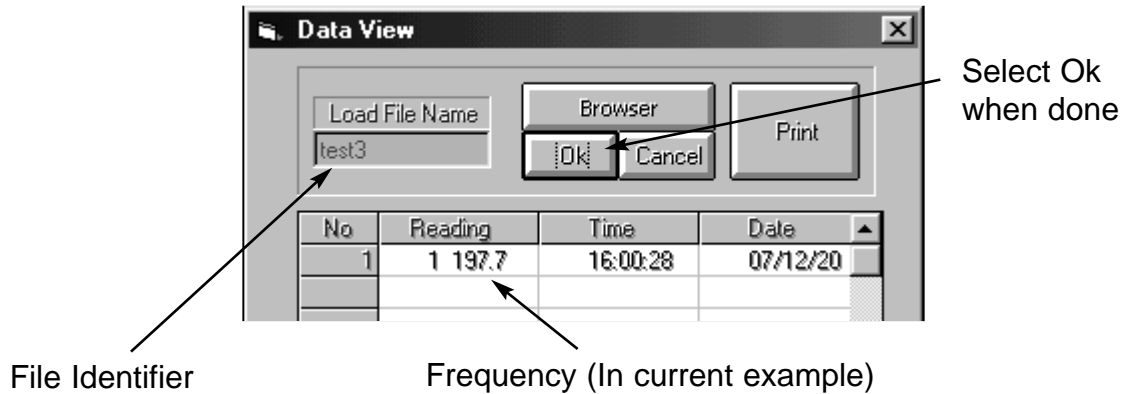 Data View
Select Ok
when done
Load File Name
Browser
Print
test3
Ok
Cancel
No
Reading
Time
Date
1
1 197.7
16:00:28
07/12/20
File Identifier
Frequency (In current example)